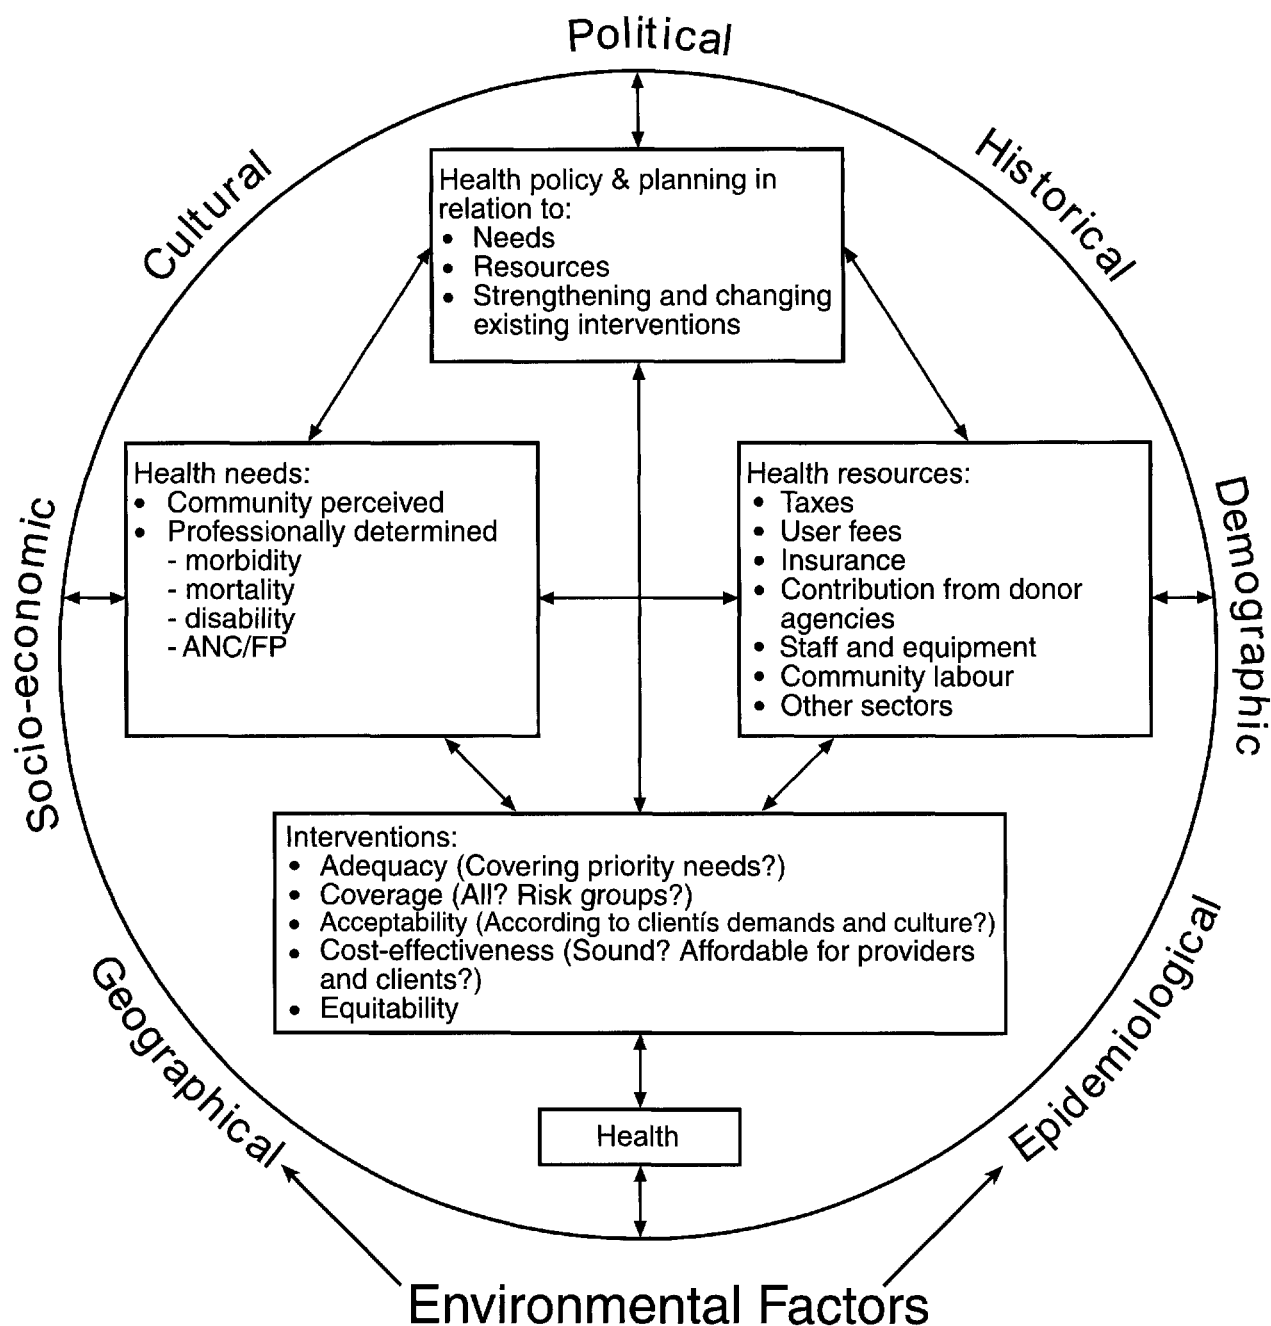 Political
Cultural
Historical
Health policy & planning in
relation to:
• Needs
• Resources
• Strengthening and changing
existing interventions
Socio-economic
Health needs:
• Community perceived
• Professionally determined
- morbidity
- mortality
- disability
- ANC/FP
Health resources:
• Taxes
• User fees
• Insurance
• Contribution from donor
agencies
• Staff and equipment
• Community labour
• Other sectors
Demographic
Interventions:
• Adequacy (Covering priority needs?)
• Coverage (All? Risk groups?)
• Acceptability (According to clientís demands and culture?)
• Cost-effectiveness (Sound? Affordable for providers
and clients?)
• Equitability
Geographical
Epidemiological
Health
Environmental Factors